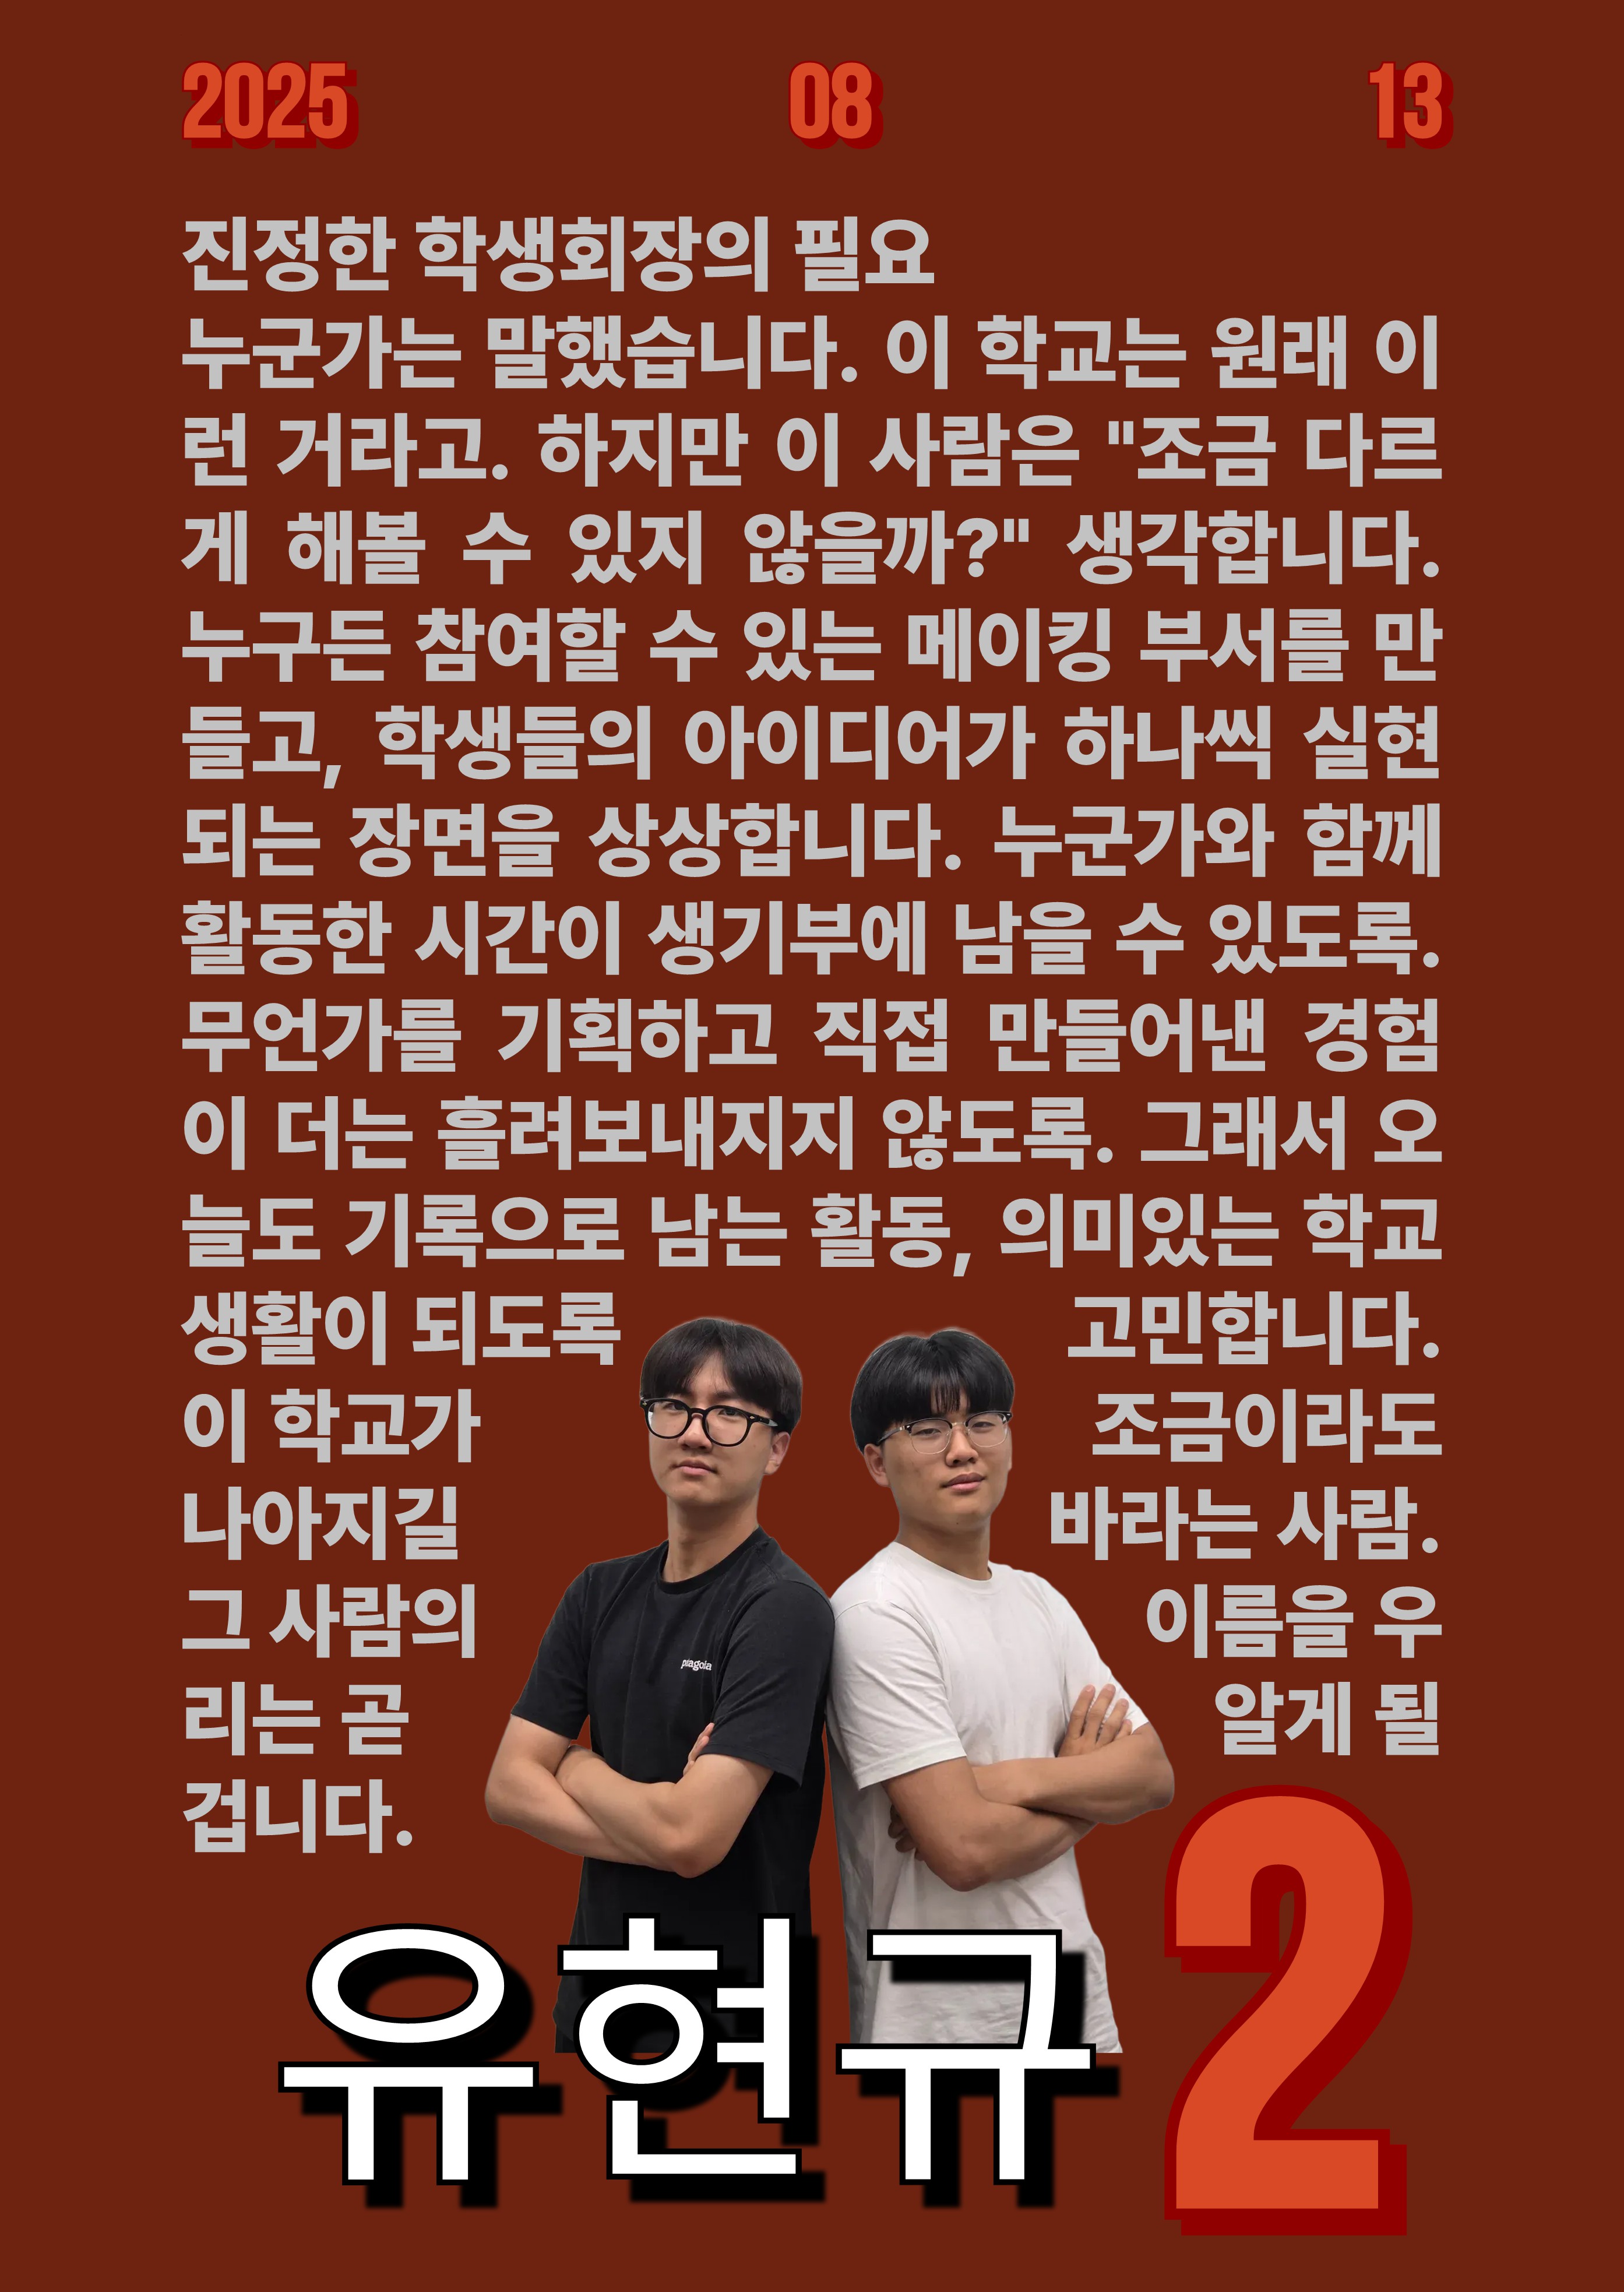 2025 08 13
진정한 학생회장의 필요
누군가는 말했습니다. 이 학교는 원래 이
런 거라고. 하지만 이 사람은 "조금 다르
게 해볼 수 있지 않을까?" 생각합니다.
누구든 참여할 수 있는 메이킹 부서를 만
들고, 학생들의 아이디어가 하나씩 실현
되는 장면을 상상합니다. 누군가와 함께
활동한 시간이 생기부에 남을 수 있도록.
무언가를 기획하고 직접 만들어낸 경험
이 더는 흘려보내지지 않도록. 그래서 오
늘도 기록으로 남는 활동, 의미있는 학교
생활이 되도록 고민합니다.
이 학교가 조금이라도
나아지길 바라는 사람.
그 사람의 이름을 우
리는 곧 알게 될
겁니다.
유현규 2